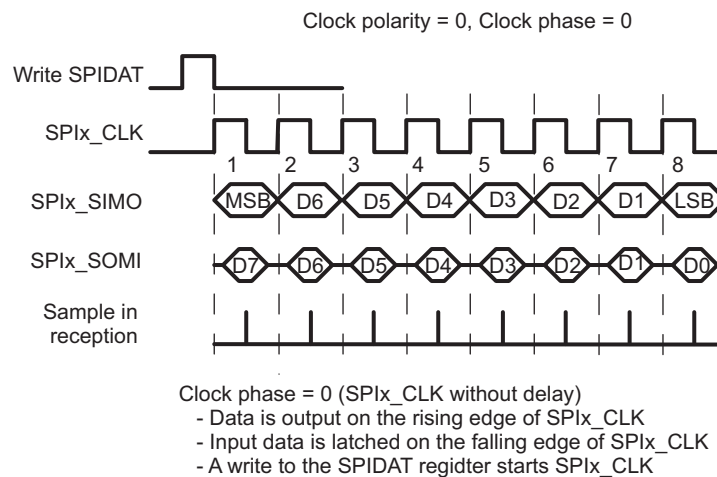 Clock polarity = 0, Clock phase = 0
Write SPIDAT
SPIx_CLK
1 2 3 4 5 6 7 8
SPIx_SIMO
MSB D6 D5 D4 D3 D2 D1 LSB
SPIx_SOMI
D7 D6 D5 D4 D3 D2 D1 D0
Sample in
reception
Clock phase = 0 (SPIx_CLK without delay)
- Data is output on the rising edge of SPIx_CLK
- Input data is latched on the falling edge of SPIx_CLK
- A write to the SPIDAT regidter starts SPIx_CLK